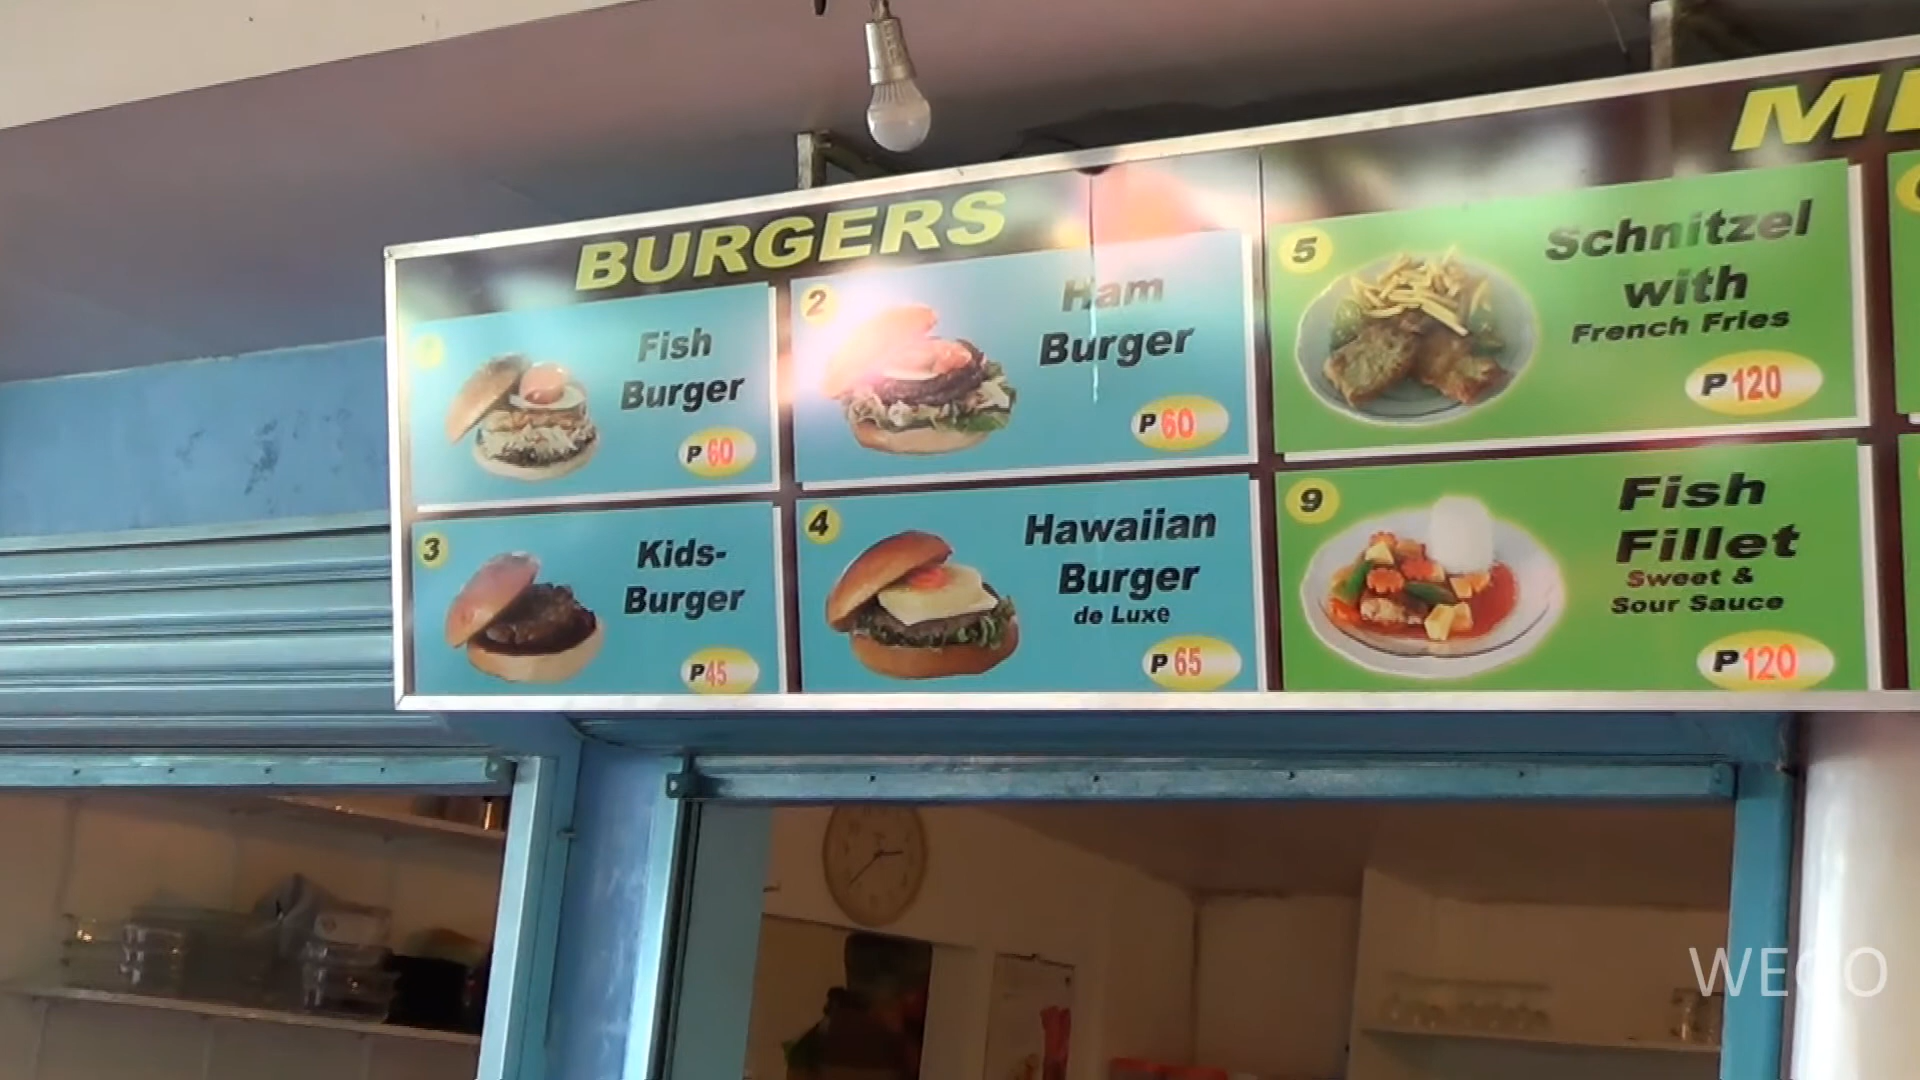 BURGERS
Fish
Burger
P 60
2
Ham
Burger
P 60
3
Kids-
Burger
P45
4
Hawaiian
Burger
de Luxe
P 65
5
Schnitzel
with
French Fries
P 120
9
Fish
Fillet
Sweet &
Sour Sauce
P 120